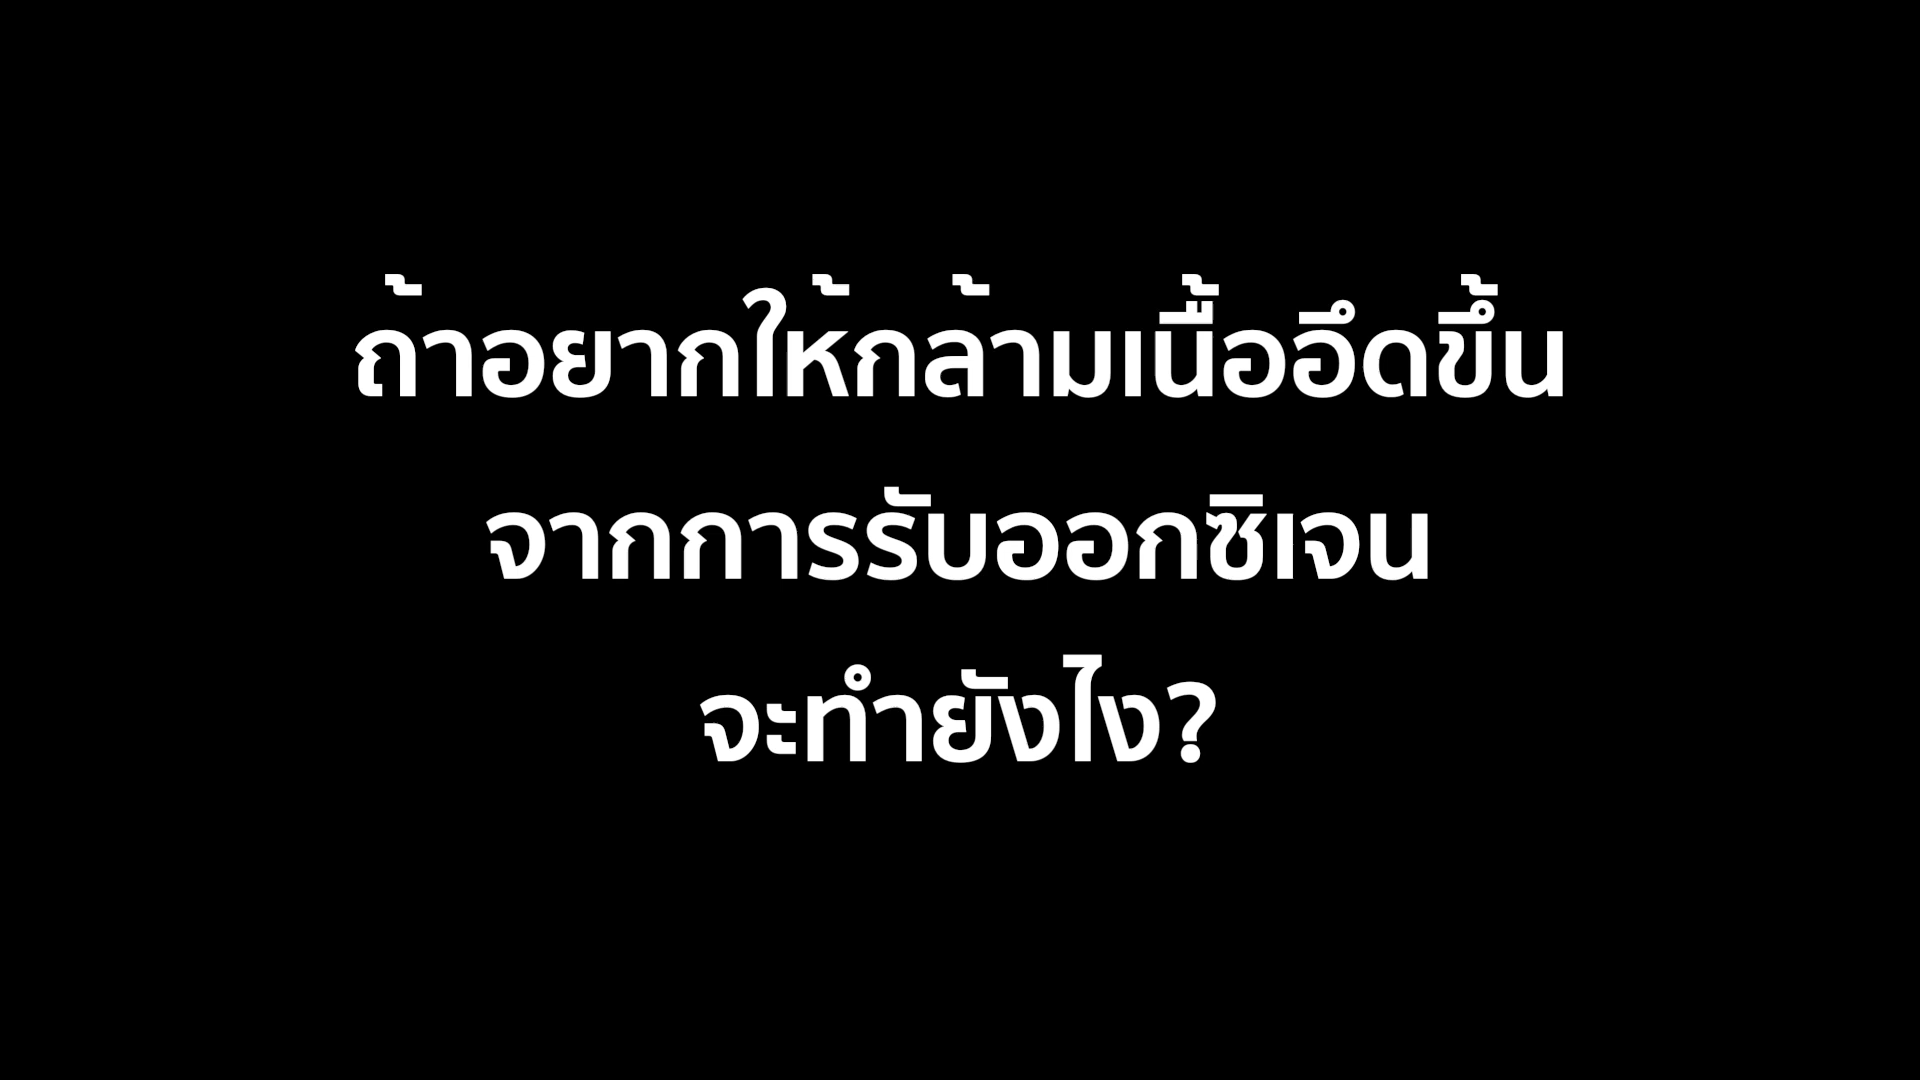 ถ้าอยากให้กล้ามเนื้ออึดขึ้น
จากการรับออกซิเจน
จะทำยังไง?